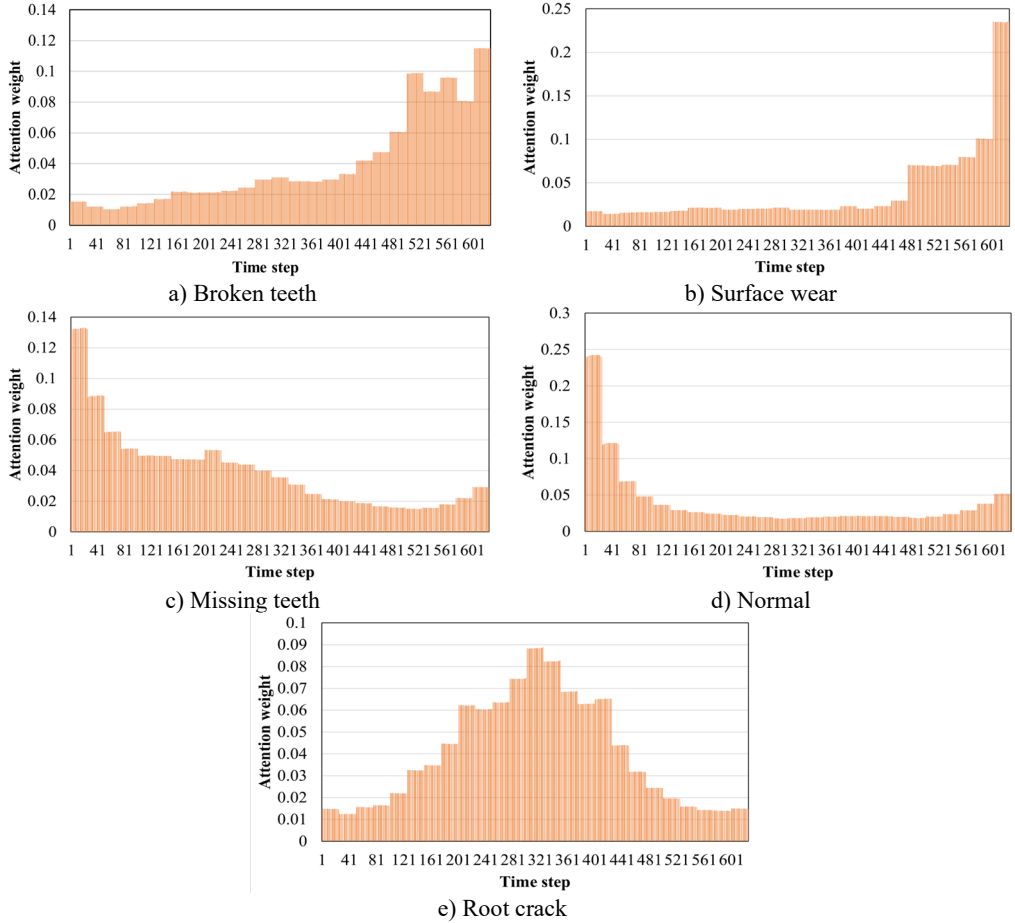 0.14
0.12
0.1
0.08
0.06
0.04
0.02
0
Attention weight
1 41 81 121 161 201 241 281 321 361 401 441 481 521 561 601
Time step
a) Broken teeth
0.25
0.2
0.15
0.1
0.05
0
Attention weight
1 41 81 121 161 201 241 281 321 361 401 441 481 521 561 601
Time step
b) Surface wear
0.14
0.12
0.1
0.08
0.06
0.04
0.02
0
Attention weight
1 41 81 121 161 201 241 281 321 361 401 441 481 521 561 601
Time step
c) Missing teeth
0.3
0.25
0.2
0.15
0.1
0.05
0
Attention weight
1 41 81 121 161 201 241 281 321 361 401 441 481 521 561 601
Time step
d) Normal
0.1
0.09
0.08
0.07
0.06
0.05
0.04
0.03
0.02
0.01
0
Attention weight
1 41 81 121 161 201 241 281 321 361 401 441 481 521 561 601
Time step
e) Root crack